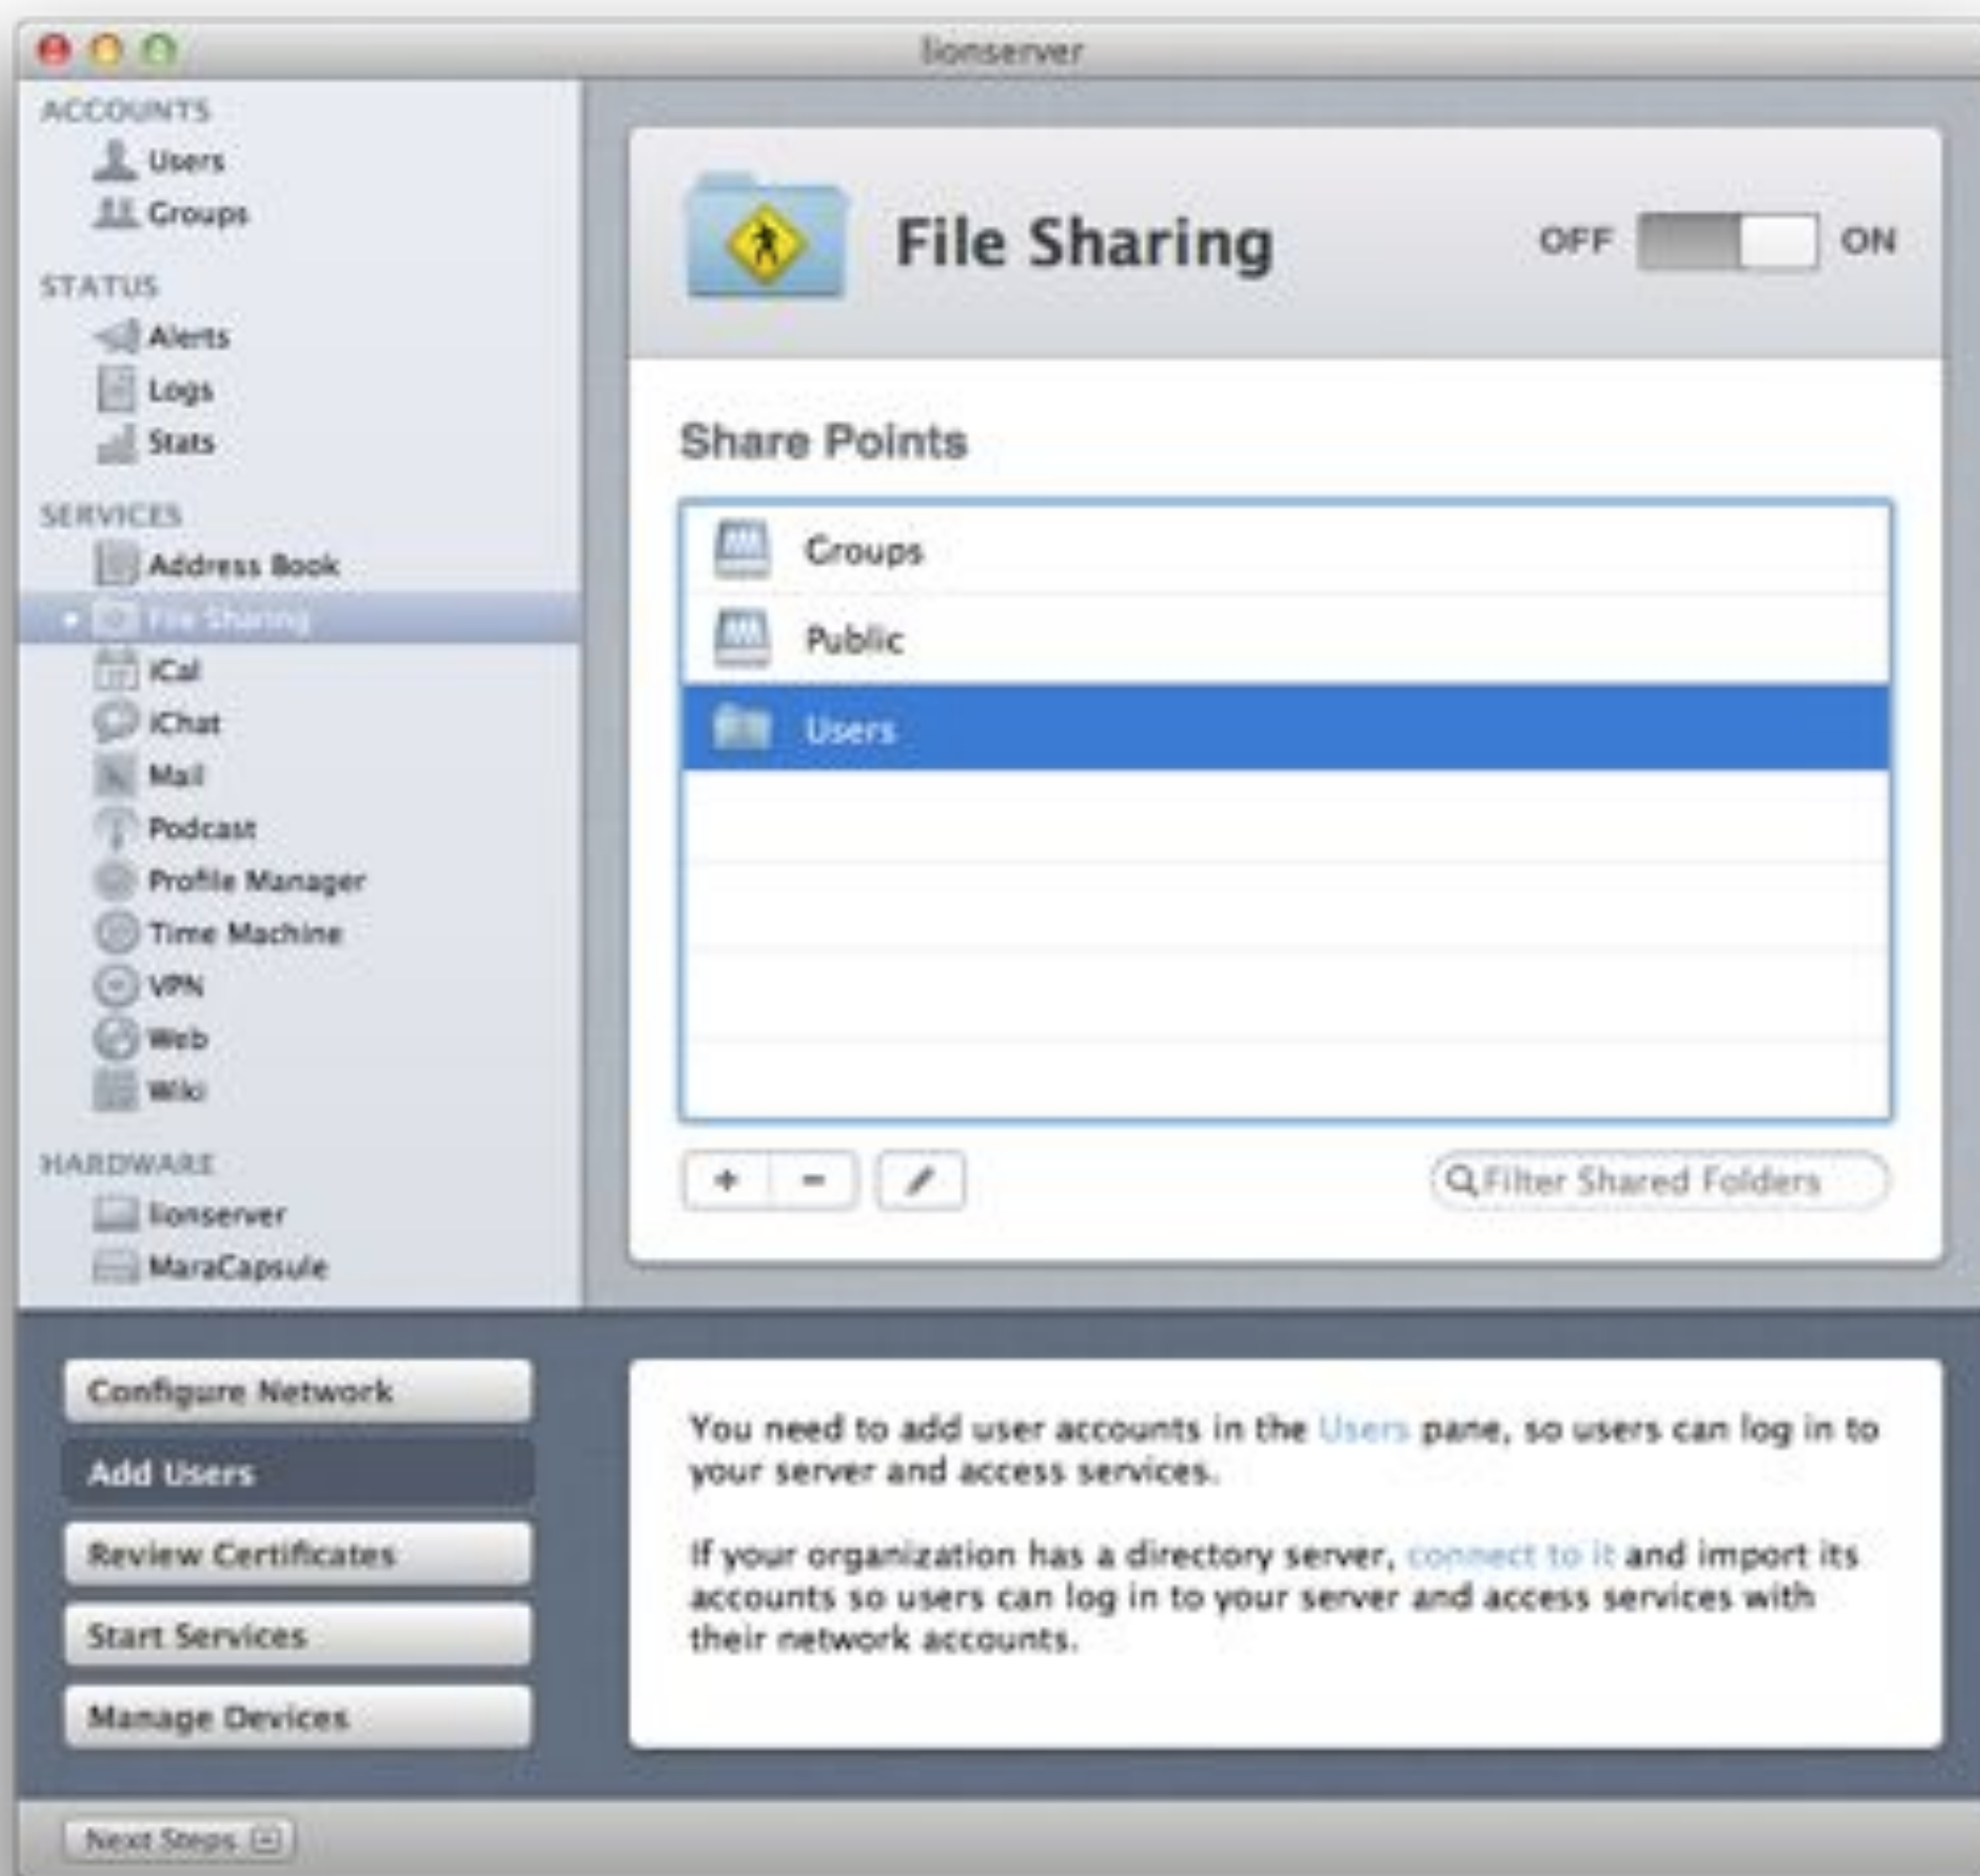 lionserver
ACCOUNTS
Users
Groups
STATUS
Alerts
Logs
Stats
SERVICES
Address Book
File Sharing
iCal
iChat
Mail
Podcast
Profile Manager
Time Machine
VPN
Web
Wiki
HARDWARE
lionserver
MaraCapsule
File Sharing
OFF ON
Share Points
Groups
Public
Users
Filter Shared Folders
Configure Network
Add Users
Review Certificates
Start Services
Manage Devices
You need to add user accounts in the Users pane, so users can log in to
your server and access services.
If your organization has a directory server, connect to it and import its
accounts so users can log in to your server and access services with
their network accounts.
Next Steps